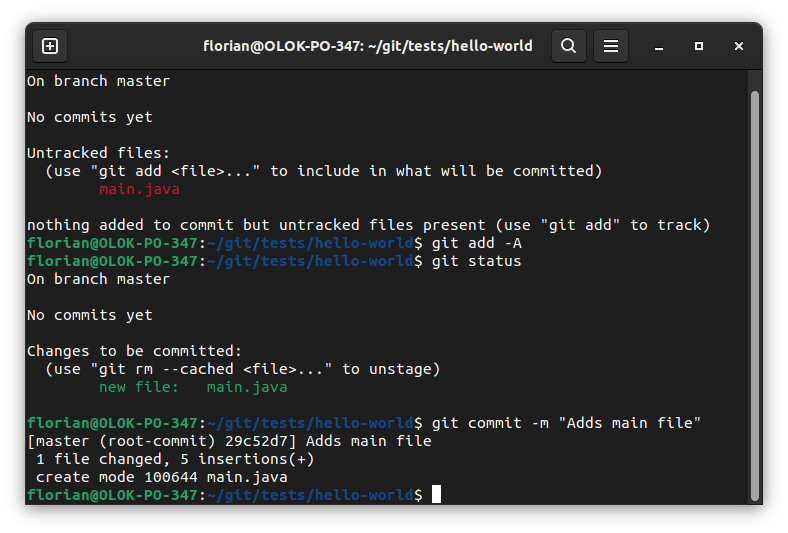 florian@OLOK-PO-347: ~/git/tests/hello-world
On branch master
No commits yet
Untracked files:
  (use "git add <file>..." to include in what will be committed)
        main.java
nothing added to commit but untracked files present (use "git add" to track)
florian@OLOK-PO-347:~/git/tests/hello-world$ git add -A
florian@OLOK-PO-347:~/git/tests/hello-world$ git status
On branch master
No commits yet
Changes to be committed:
  (use "git rm --cached <file>..." to unstage)
        new file:   main.java
florian@OLOK-PO-347:~/git/tests/hello-world$ git commit -m "Adds main file"
[master (root-commit) 29c52d7] Adds main file
 1 file changed, 5 insertions(+)
 create mode 100644 main.java
florian@OLOK-PO-347:~/git/tests/hello-world$